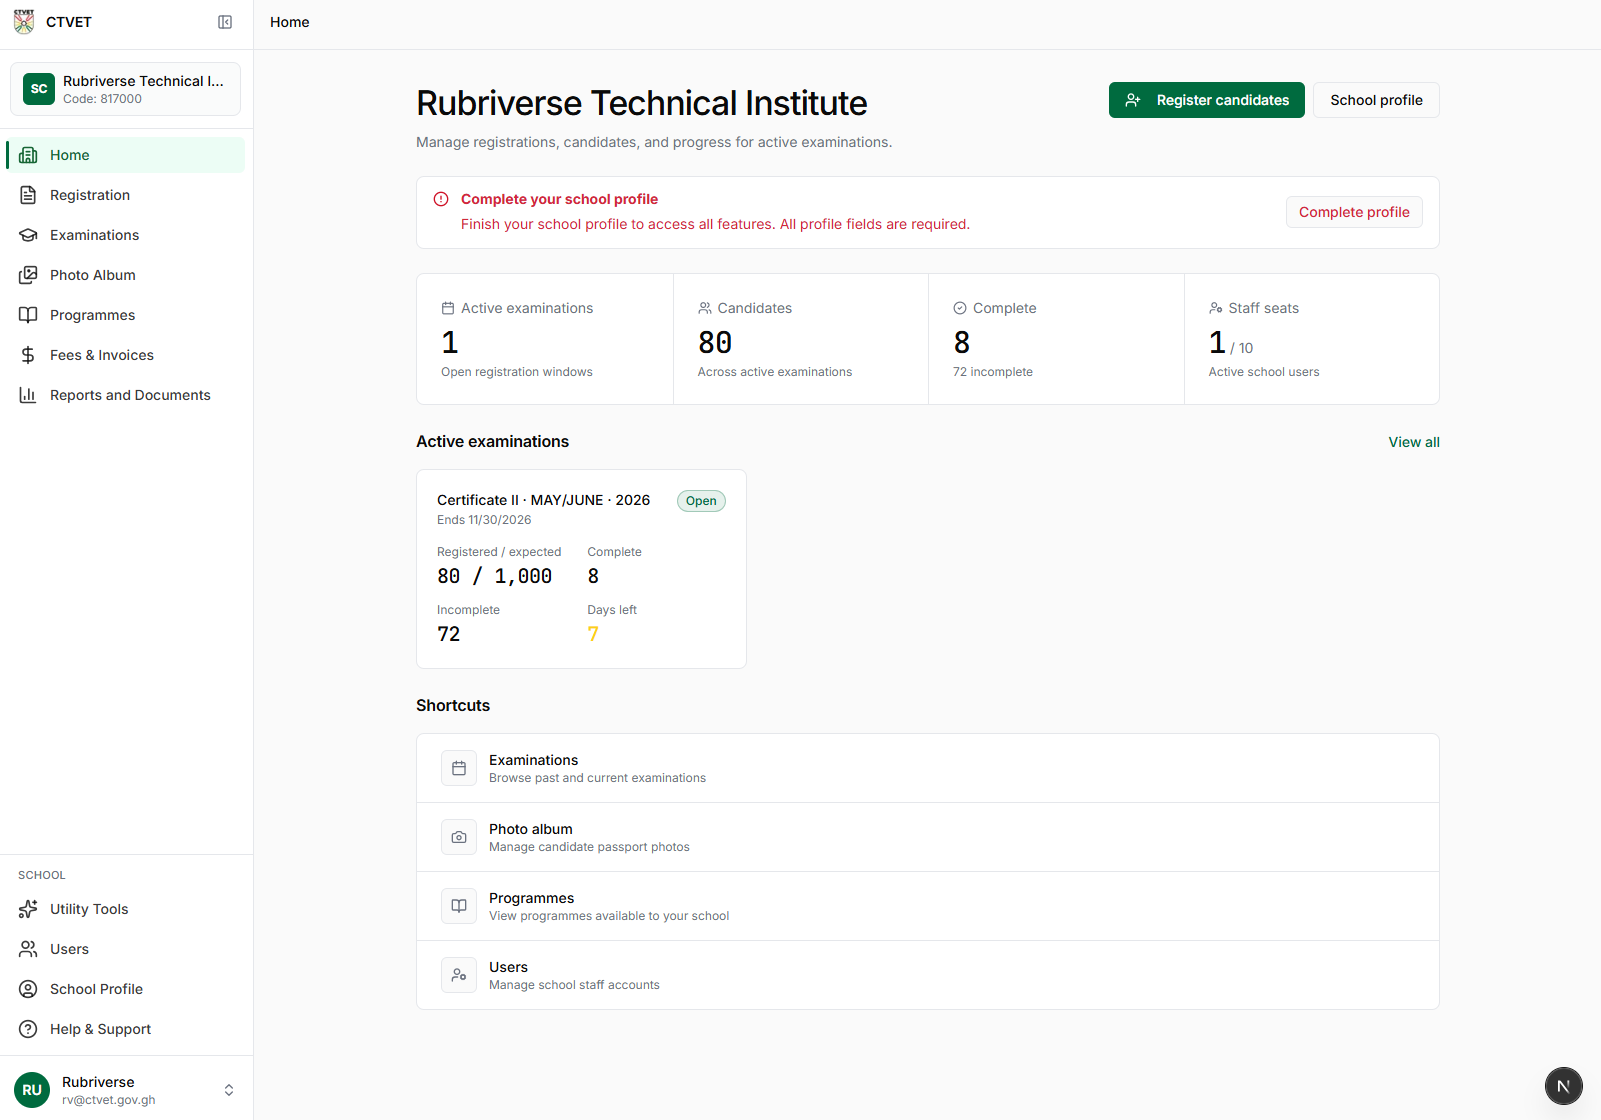 CTVET
Home
SC
Rubriverse Technical I...
Code: 817000
Home
Registration
Examinations
Photo Album
Programmes
Fees & Invoices
Reports and Documents
SCHOOL
Utility Tools
Users
School Profile
Help & Support
RU
Rubriverse
rv@ctvet.gov.gh
Rubriverse Technical Institute
Manage registrations, candidates, and progress for active examinations.
Register candidates
School profile
Complete your school profile
Finish your school profile to access all features. All profile fields are required.
Complete profile
Active examinations
1
Open registration windows
Candidates
80
Across active examinations
Complete
8
72 incomplete
Staff seats
1 / 10
Active school users
Active examinations
View all
Certificate II · MAY/JUNE · 2026
Open
Ends 11/30/2026
Registered / expected
80 / 1,000
Complete
8
Incomplete
72
Days left
7
Shortcuts
Examinations
Browse past and current examinations
Photo album
Manage candidate passport photos
Programmes
View programmes available to your school
Users
Manage school staff accounts
N